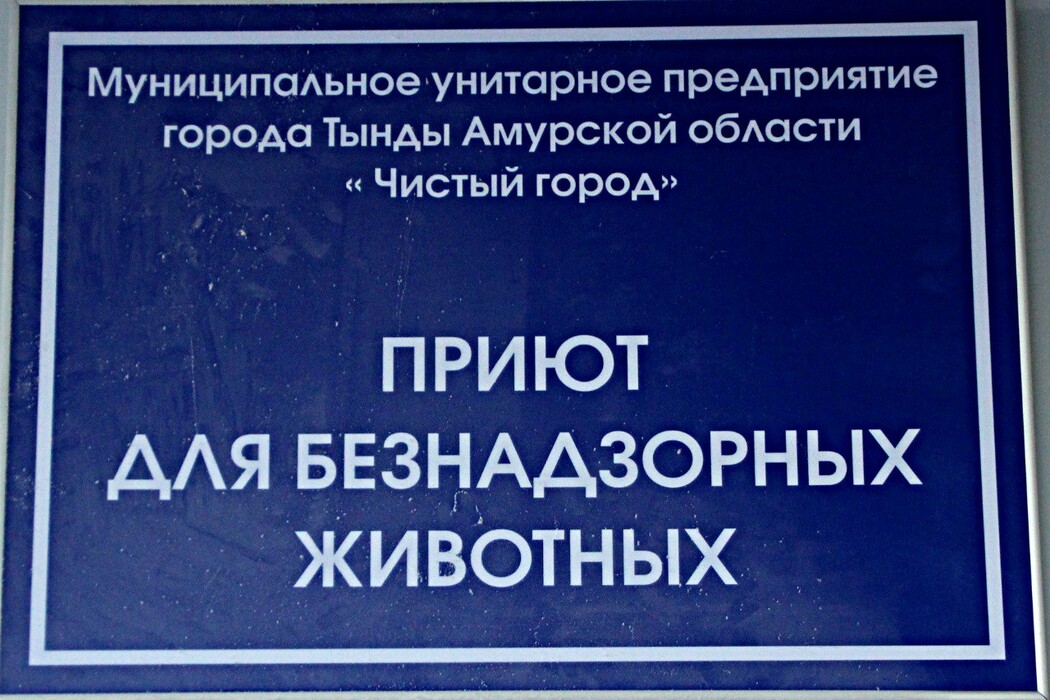 Муниципальное унитарное предприятие
города Тынды Амурской области
« Чистый город»
ПРИЮТ
ДЛЯ БЕЗНАДЗОРНЫХ
ЖИВОТНЫХ